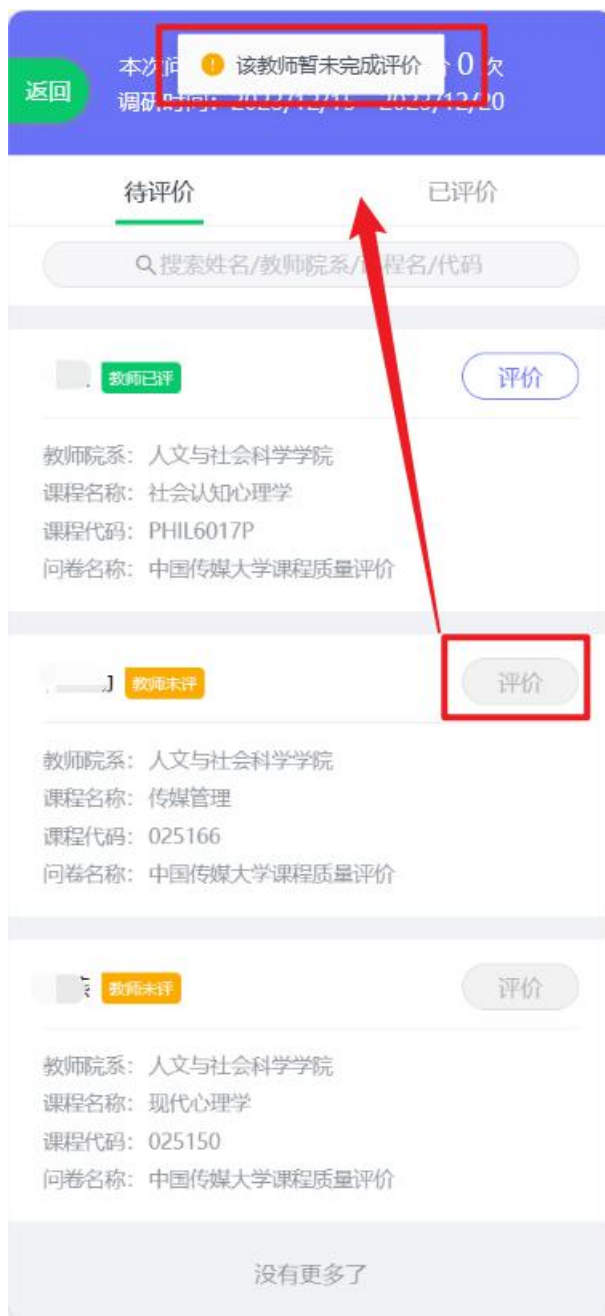 本次问
该教师暂未完成评价
0 次
返回
调研时间：2023/12/15 2023/12/20
待评价
已评价
搜索姓名/教师院系/ 程名/代码
教师已评
评价
教师院系：人文与社会科学学院
课程名称：社会认知心理学
课程代码：PHIL6017P
问卷名称：中国传媒大学课程质量评价
教师未评
评价
教师院系：人文与社会科学学院
课程名称：传媒管理
课程代码：025166
问卷名称：中国传媒大学课程质量评价
教师未评
评价
教师院系：人文与社会科学学院
课程名称：现代心理学
课程代码：025150
问卷名称：中国传媒大学课程质量评价
没有更多了